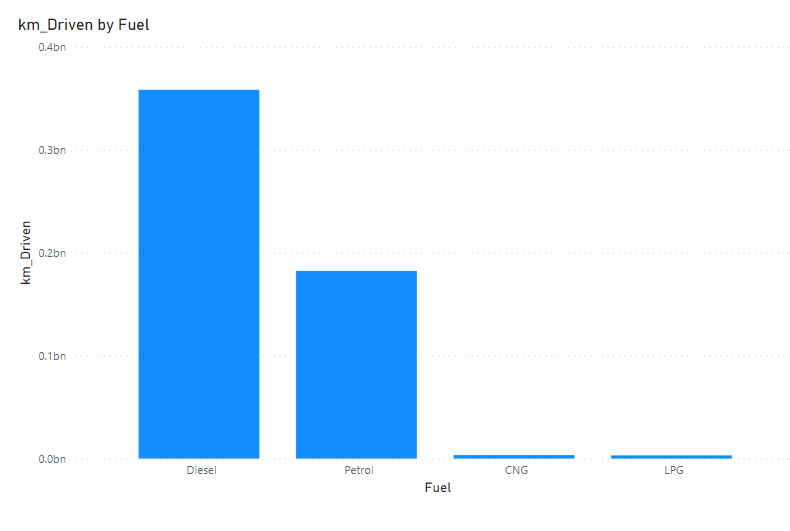 km_Driven by Fuel
0.4bn
0.3bn
0.2bn
0.1bn
0.0bn
km_Driven
Diesel Petrol CNG LPG
Fuel